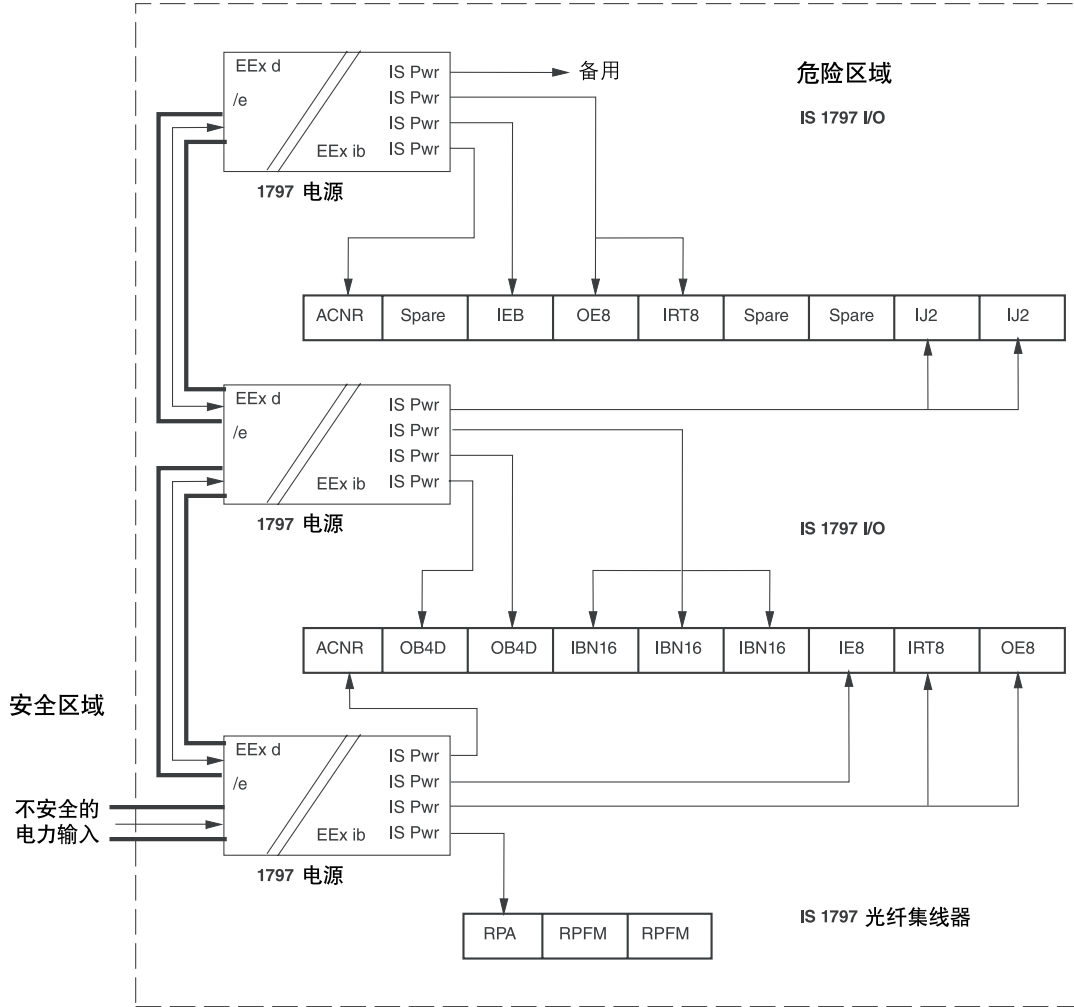 EEx d
/e
IS Pwr
IS Pwr
IS Pwr
IS Pwr
EEx ib
备用
危险区域
IS 1797 I/O
1797 电源
ACNR Spare IEB OE8 IRT8 Spare Spare IJ2 IJ2
EEx d
/e
IS Pwr
IS Pwr
IS Pwr
IS Pwr
EEx ib
1797 电源
IS 1797 I/O
ACNR OB4D OB4D IBN16 IBN16 IBN16 IE8 IRT8 OE8
安全区域
EEx d
/e
IS Pwr
IS Pwr
IS Pwr
IS Pwr
EEx ib
不安全的
电力输入
1797 电源
IS 1797 光纤集线器
RPA RPFM RPFM